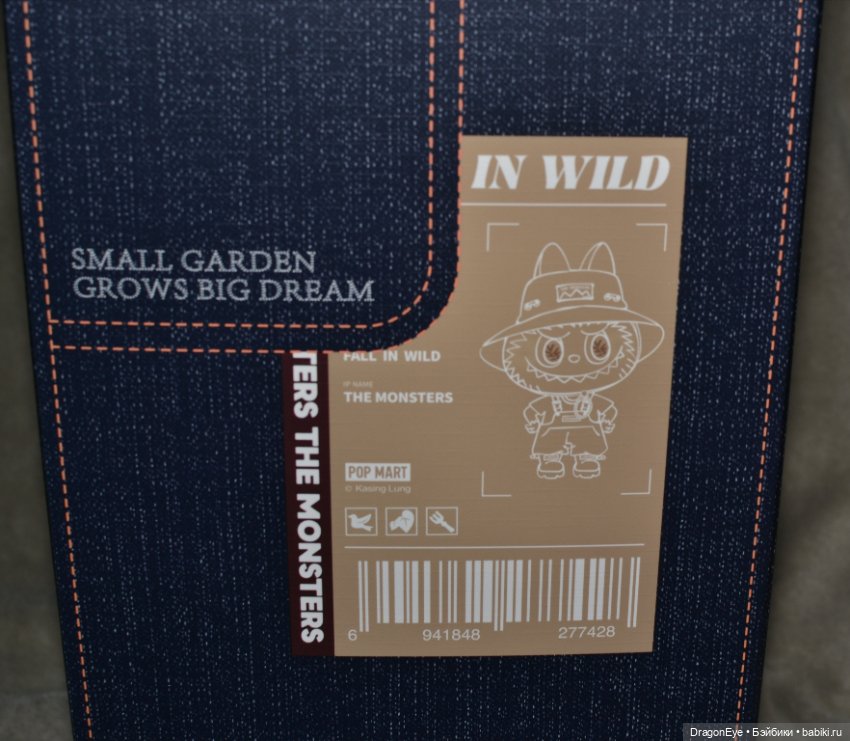 IN WILD
SMALL GARDEN
GROWS BIG DREAM
FALL IN WILD
IP NAME
THE MONSTERS
POP MART
© Kasing Lung
TERS THE MONSTERS
6 941848 277428
DragonEye • Бэйбики • babiki.ru